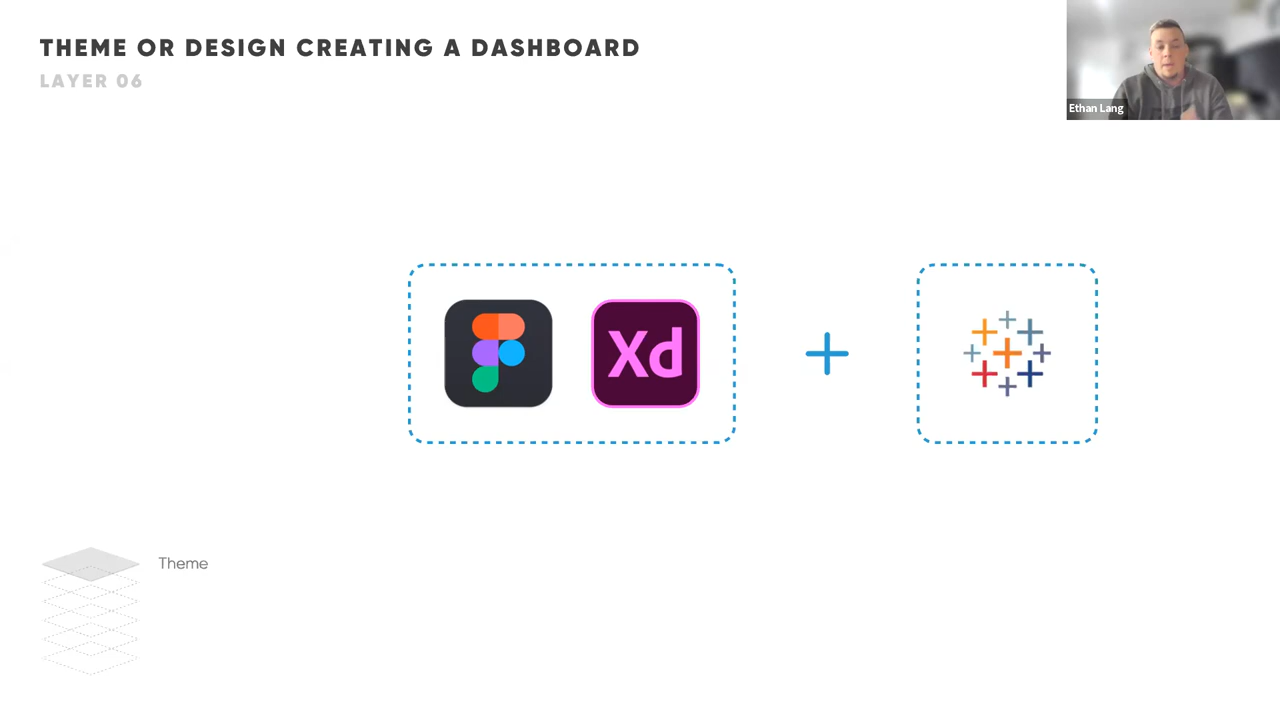 THEME OR DESIGN CREATING A DASHBOARD
LAYER 06
Ethan Lang
Xd
Theme